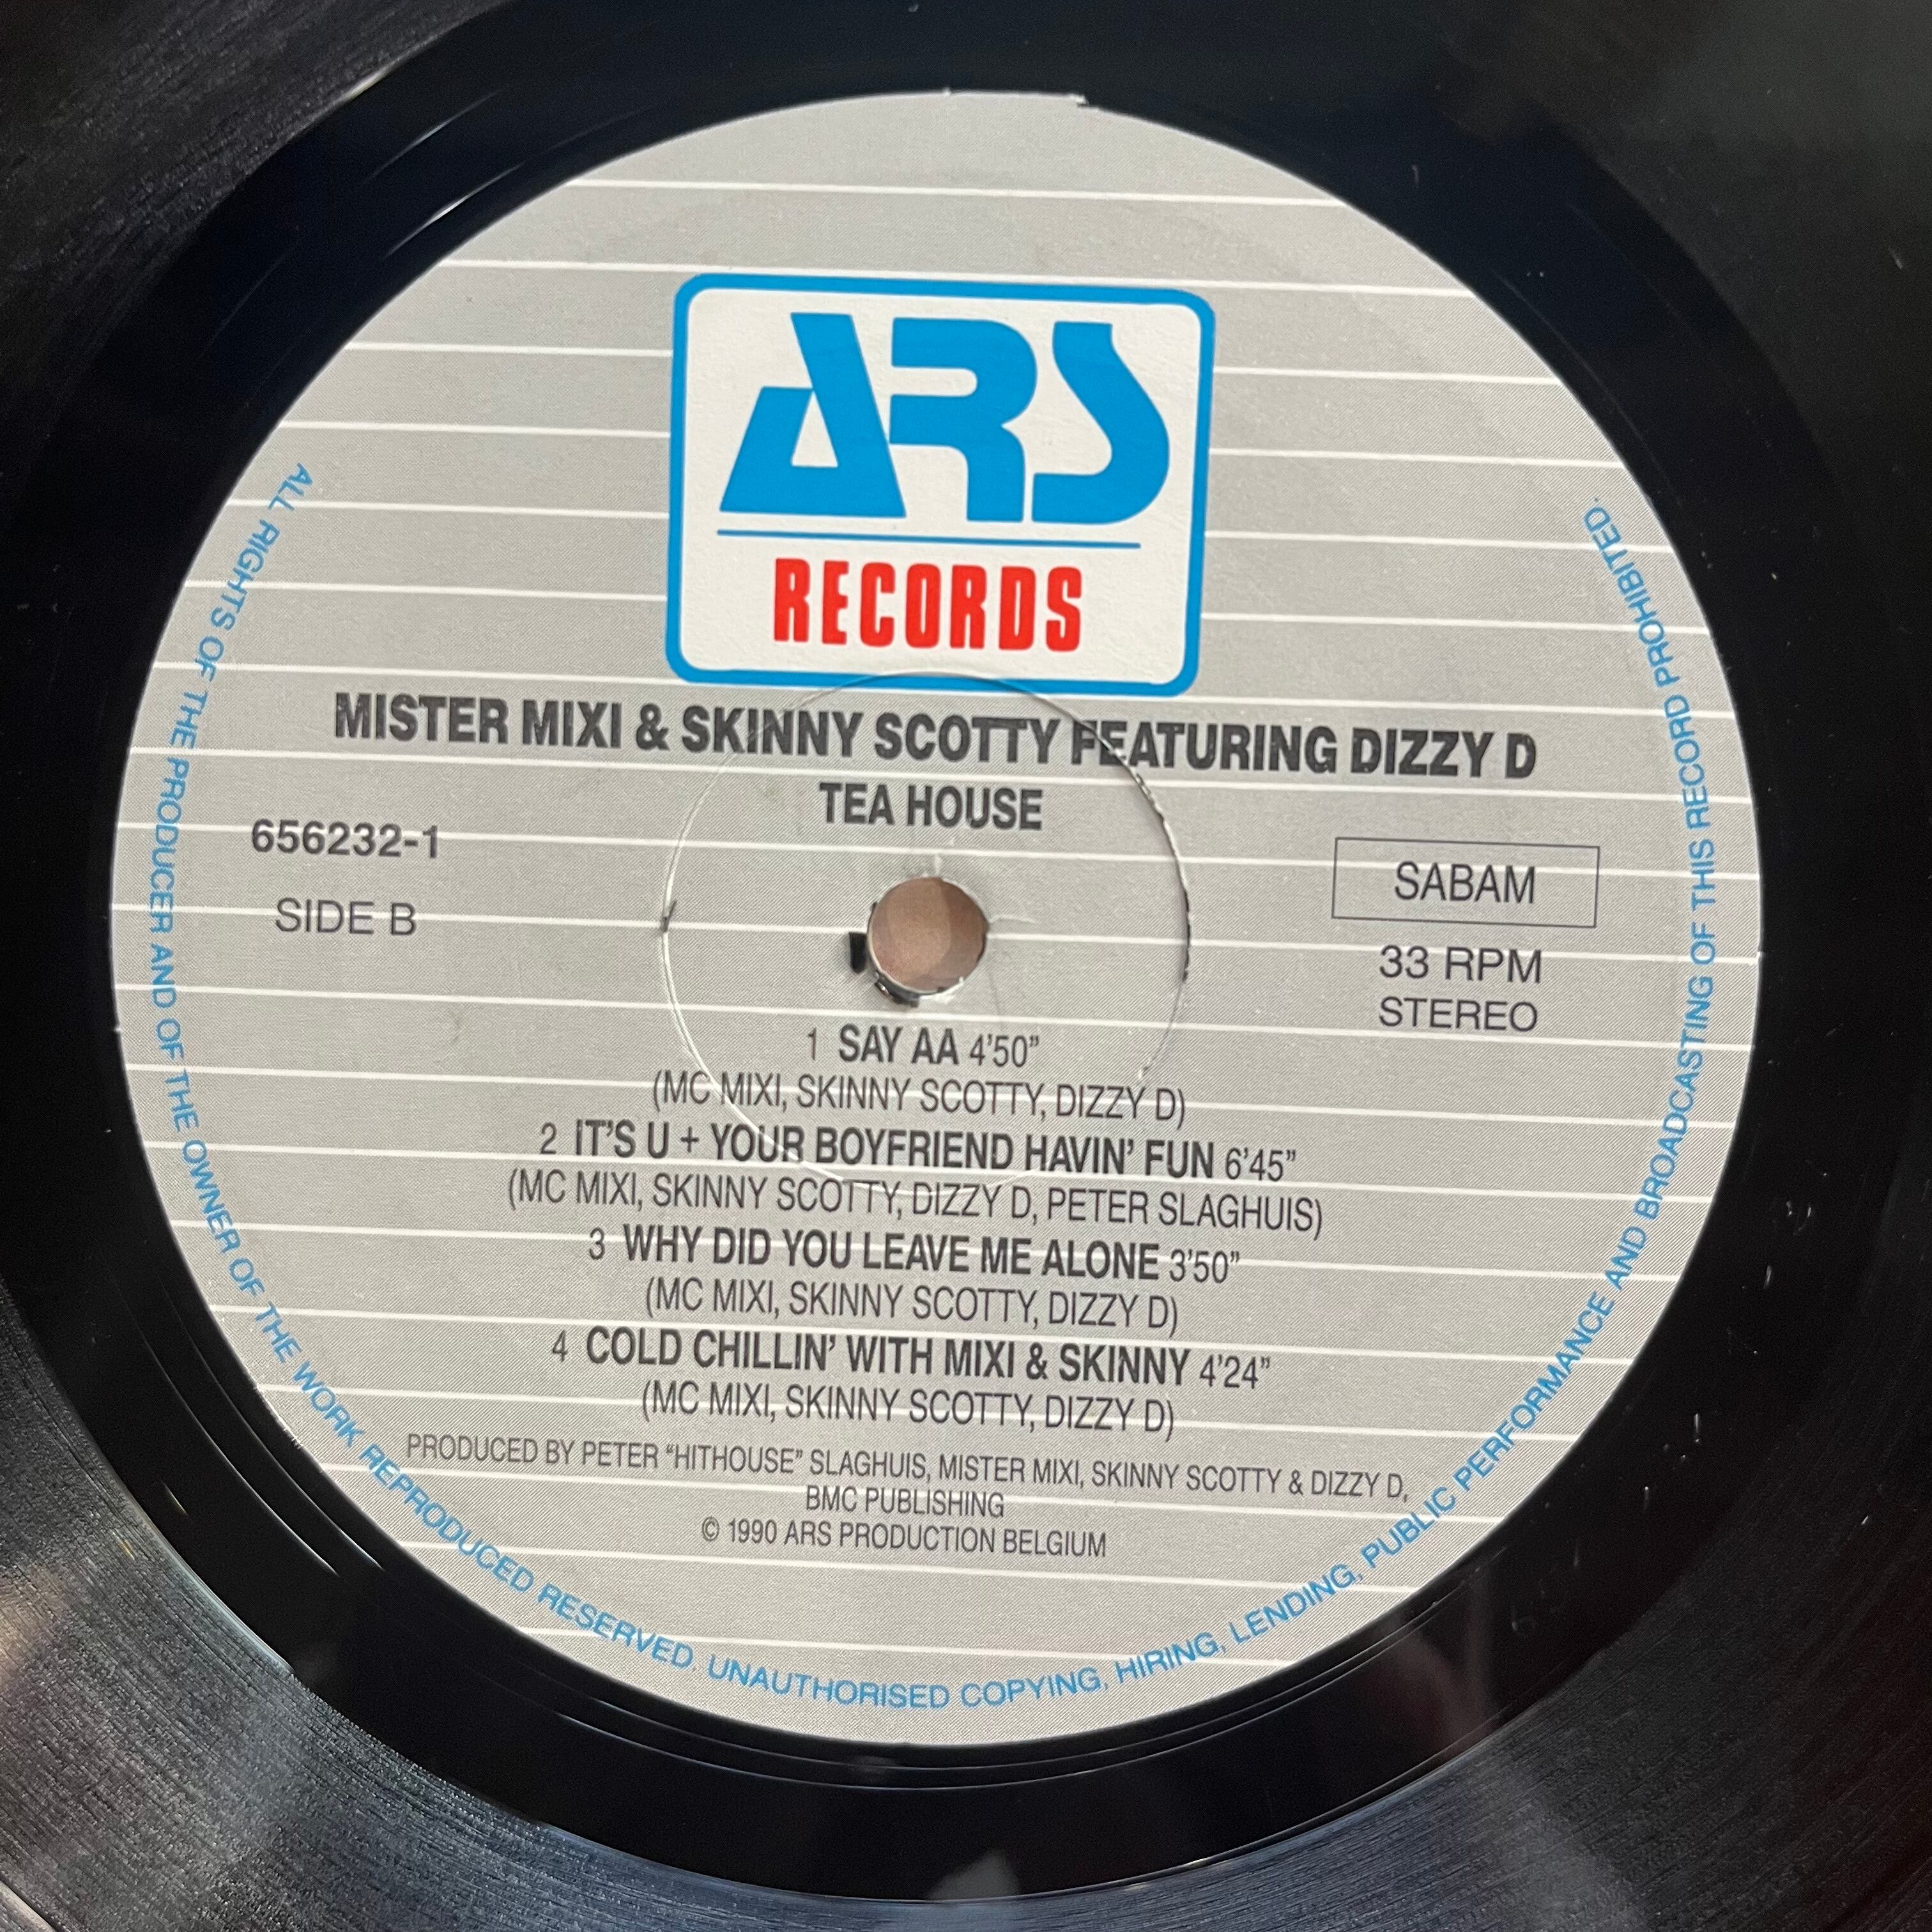 ARS
RECORDS
MISTER MIXI & SKINNY SCOTTY FEATURING DIZZY D
TEA HOUSE
656232-1
SIDE B
SABAM
33 RPM
STEREO
1 SAY AA 4'50"
(MC MIXI, SKINNY SCOTTY, DIZZY D)
2 IT'S U + YOUR BOYFRIEND HAVIN' FUN 6'45"
(MC MIXI, SKINNY SCOTTY, DIZZY D, PETER SLAGHUIS)
3 WHY DID YOU LEAVE ME ALONE 3'50"
(MC MIXI, SKINNY SCOTTY, DIZZY D)
4 COLD CHILLIN' WITH MIXI & SKINNY 4'24"
(MC MIXI, SKINNY SCOTTY, DIZZY D)
PRODUCED BY PETER "HITHOUSE" SLAGHUIS, MISTER MIXI, SKINNY SCOTTY & DIZZY D,
BMC PUBLISHING
© 1990 ARS PRODUCTION BELGIUM
ALL RIGHTS OF THE PRODUCER AND OF THE OWNER OF THE WORK REPRODUCED RESERVED. UNAUTHORISED COPYING, HIRING, LENDING, PUBLIC PERFORMANCE AND BROADCASTING OF THIS RECORD PROHIBITED.